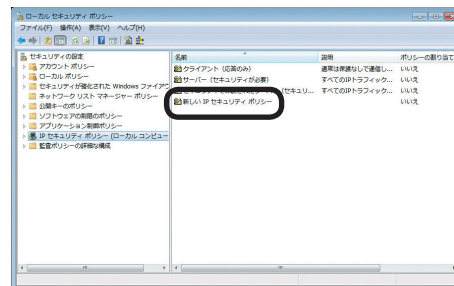 ローカル セキュリティ ポリシー
ファイル(F) 操作(A) 表示(V) ヘルプ(H)
セキュリティの設定
アカウント ポリシー
ローカル ポリシー
セキュリティが強化された Windows ファイアウ
ネットワーク リスト マネージャー ポリシー
公開キーのポリシー
ソフトウェアの制限のポリシー
アプリケーション制御ポリシー
IP セキュリティ ポリシー (ローカル コンピュー
監査ポリシーの詳細な構成
名前 説明 ポリシーの割り当て
クライアント (応答のみ) 通常は保護なしで通信し... いいえ
サーバー (セキュリティが必要) すべてのIPトラフィック... いいえ
(セキュリ... すべてのIPトラフィック... いいえ
新しい IP セキュリティ ポリシー いいえ